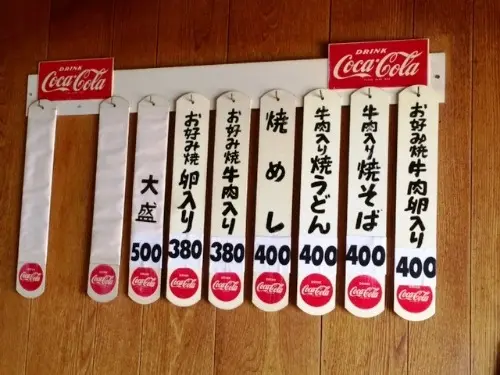 DRINK
Coca-Cola
DRINK
Coca-Cola
お好み焼 牛肉卵入り
400
Coca-Cola
牛肉入り焼そば
400
Coca-Cola
牛肉入り焼うどん
400
Coca-Cola
焼めし
400
Coca-Cola
お好み焼 牛肉入り
380
Coca-Cola
お好み焼 卵入り
380
Coca-Cola
大盛
500
Coca-Cola
Coca-Cola
Coca-Cola